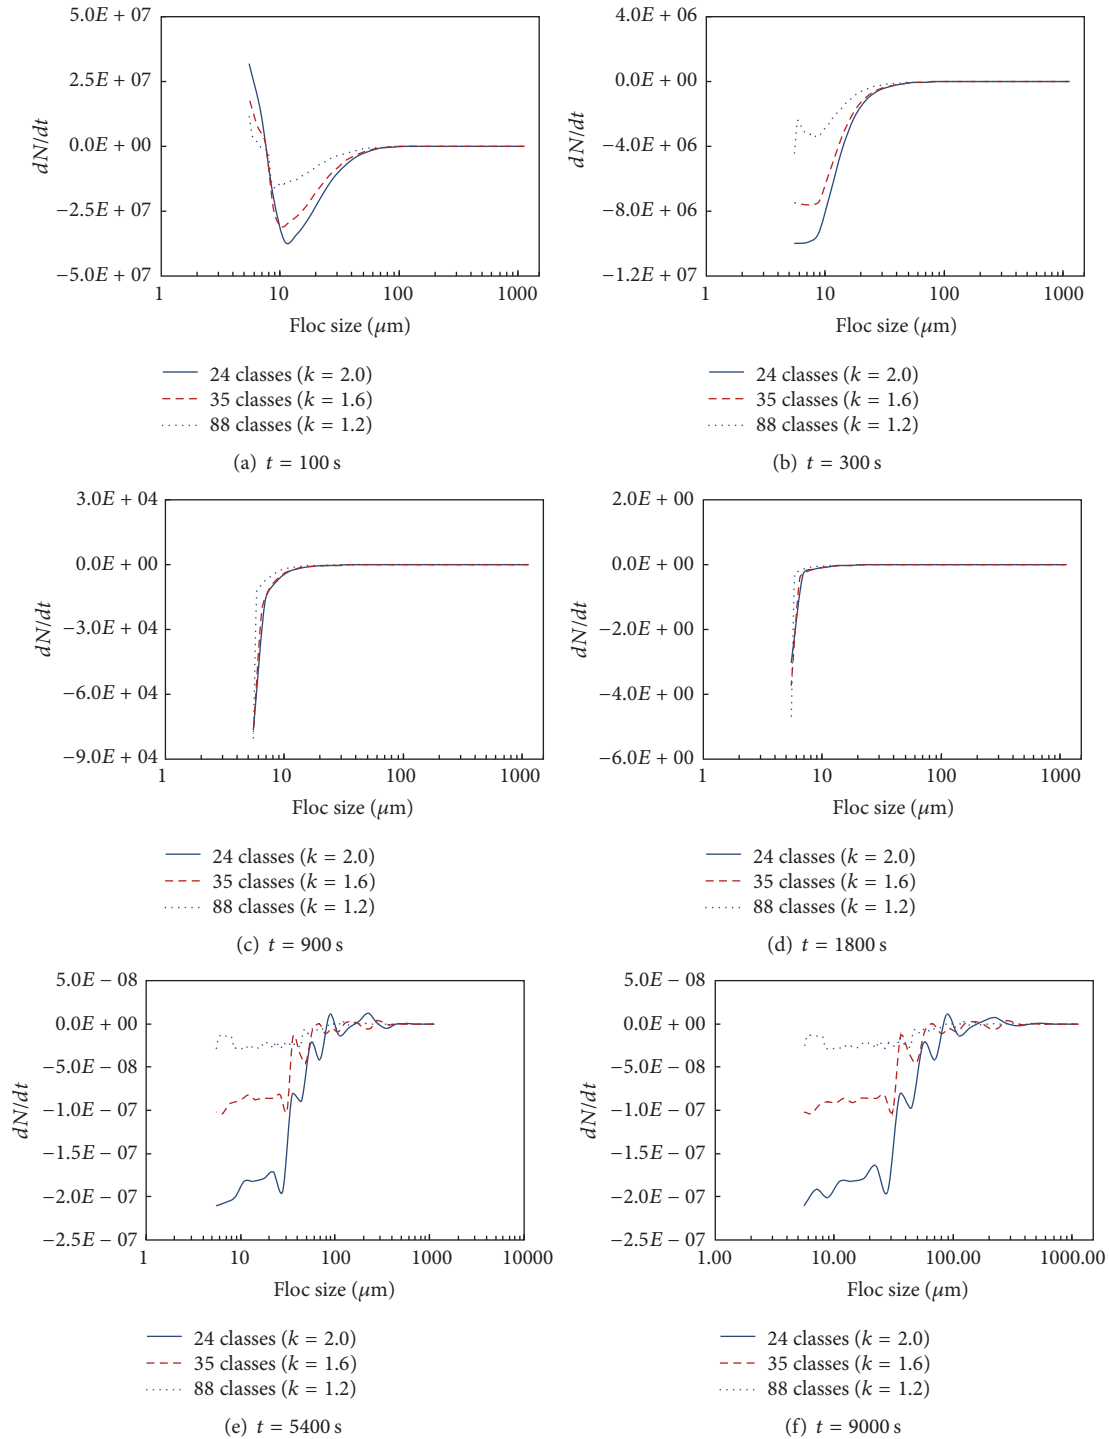 5.0E + 07
2.5E + 07
0.0E + 00
−2.5E + 07
−5.0E + 07
dN/dt
1 10 100 1000
Floc size (μm)
24 classes (k = 2.0)
35 classes (k = 1.6)
88 classes (k = 1.2)
(a) t = 100 s
4.0E + 06
0.0E + 00
−4.0E + 06
−8.0E + 06
−1.2E + 07
dN/dt
1 10 100 1000
Floc size (μm)
24 classes (k = 2.0)
35 classes (k = 1.6)
88 classes (k = 1.2)
(b) t = 300 s
3.0E + 04
0.0E + 00
−3.0E + 04
−6.0E + 04
−9.0E + 04
dN/dt
1 10 100 1000
Floc size (μm)
24 classes (k = 2.0)
35 classes (k = 1.6)
88 classes (k = 1.2)
(c) t = 900 s
2.0E + 00
0.0E + 00
−2.0E + 00
−4.0E + 00
−6.0E + 00
dN/dt
1 10 100 1000
Floc size (μm)
24 classes (k = 2.0)
35 classes (k = 1.6)
88 classes (k = 1.2)
(d) t = 1800 s
5.0E − 08
0.0E + 00
−5.0E − 08
−1.0E − 07
−1.5E − 07
−2.0E − 07
−2.5E − 07
dN/dt
1 10 100 1000 10000
Floc size (μm)
24 classes (k = 2.0)
35 classes (k = 1.6)
88 classes (k = 1.2)
(e) t = 5400 s
5.0E − 08
0.0E + 00
−5.0E − 08
−1.0E − 07
−1.5E − 07
−2.0E − 07
−2.5E − 07
dN/dt
1.00 10.00 100.00 1000.00
Floc size (μm)
24 classes (k = 2.0)
35 classes (k = 1.6)
88 classes (k = 1.2)
(f) t = 9000 s